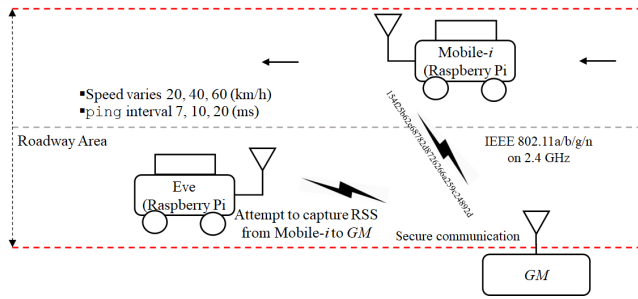 Mobile-i
(Raspberry Pi
▪Speed varies 20, 40, 60 (km/h)
▪ping interval 7, 10, 20 (ms)
Roadway Area
IEEE 802.11a/b/g/n
on 2.4 GHz
Eve
(Raspberry Pi
Attempt to capture RSS
from Mobile-i to GM
Secure communication
GM